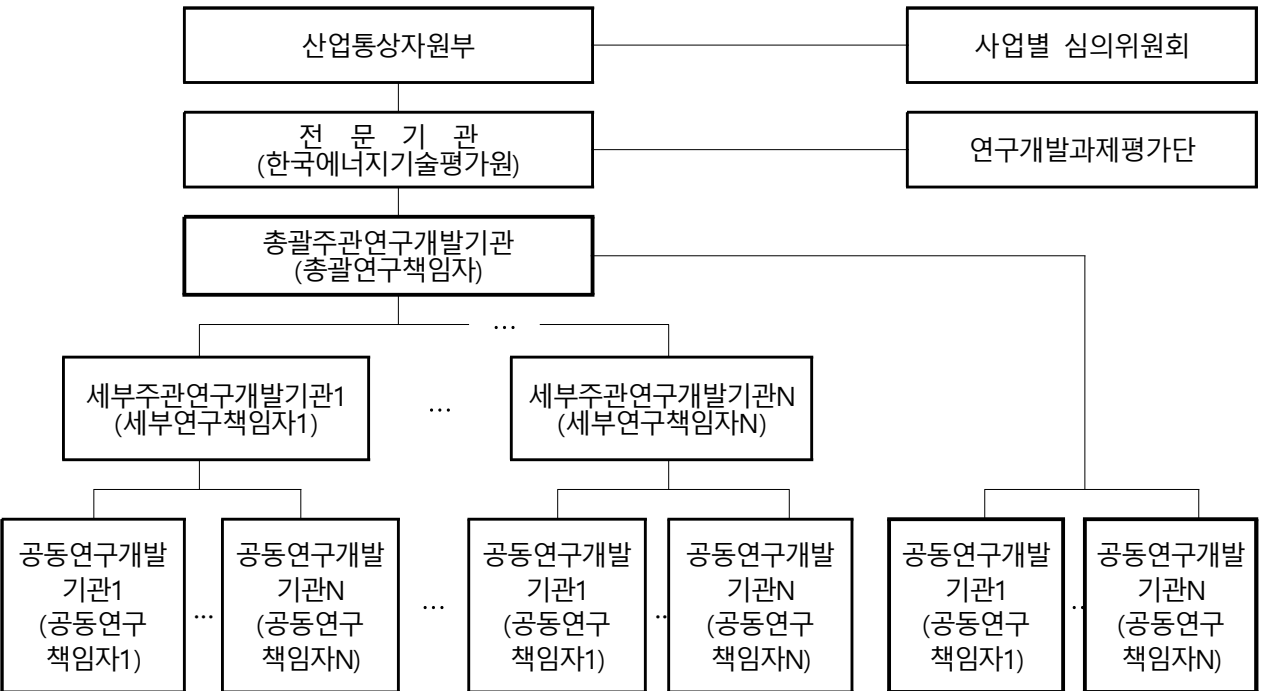 산업통상자원부
사업별 심의위원회
전 문 기 관
(한국에너지기술평가원)
연구개발과제평가단
총괄주관연구개발기관
(총괄연구책임자)
...
세부주관연구개발기관1
(세부연구책임자1)
...
세부주관연구개발기관N
(세부연구책임자N)
공동연구개발
기관1
(공동연구
책임자1)
...
공동연구개발
기관N
(공동연구
책임자N)
...
공동연구개발
기관1
(공동연구
책임자1)
..
공동연구개발
기관N
(공동연구
책임자N)
공동연구개발
기관1
(공동연구
책임자1)
..
공동연구개발
기관N
(공동연구
책임자N)